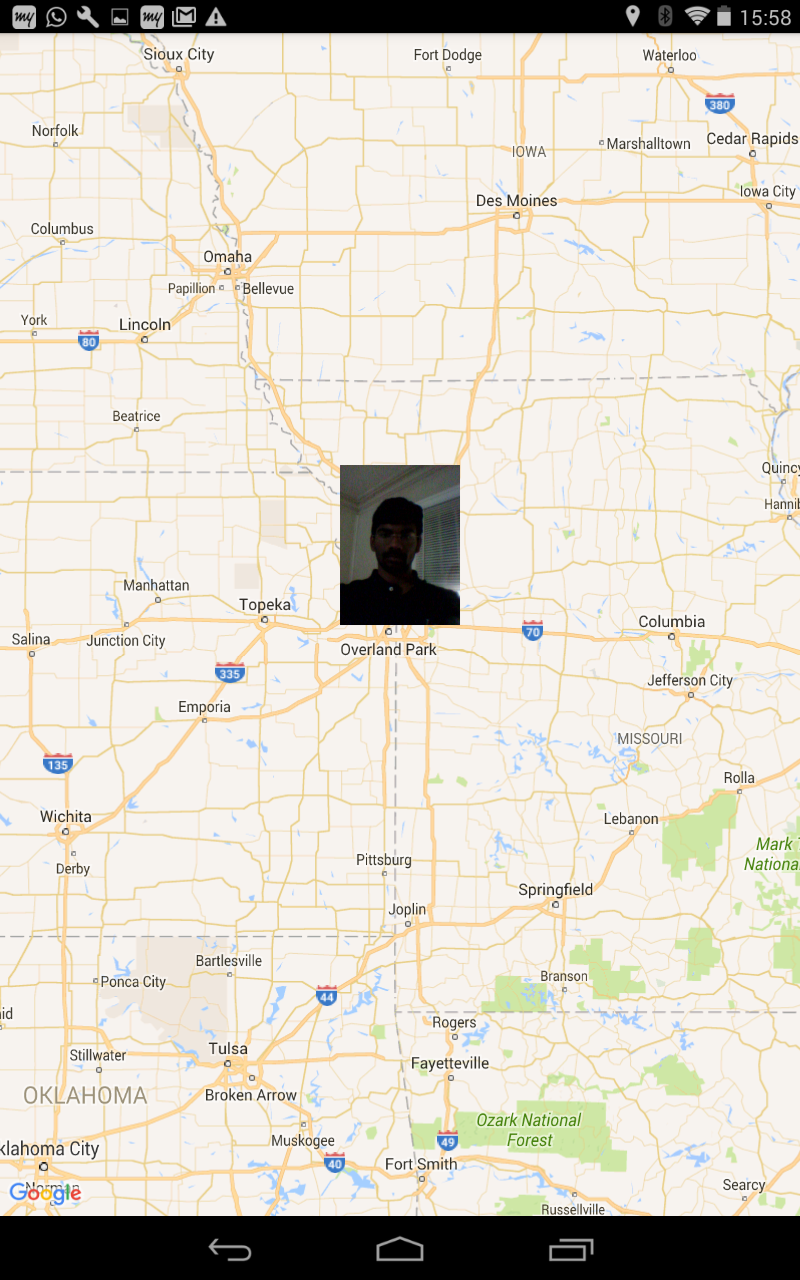 my my 15:58
Sioux City
Fort Dodge
Waterloo
380
Norfolk
IOWA
Marshalltown
Cedar Rapids
Iowa City
Des Moines
Columbus
Omaha
Papillion
Bellevue
York
Lincoln
80
Beatrice
Quincy
Hannib
Manhattan
Topeka
Columbia
70
Salina
Junction City
Overland Park
335
Jefferson City
Emporia
MISSOURI
135
Rolla
Wichita
Lebanon
Mark T
Nationa
Derby
Pittsburg
Springfield
Joplin
Bartlesville
Ponca City
Branson
44
id
Rogers
Stillwater
Tulsa
Fayetteville
OKLAHOMA
Broken Arrow
Ozark National
Forest
Muskogee
49
klahoma City
40
Fort Smith
Searcy
Norman
Google
Russellville